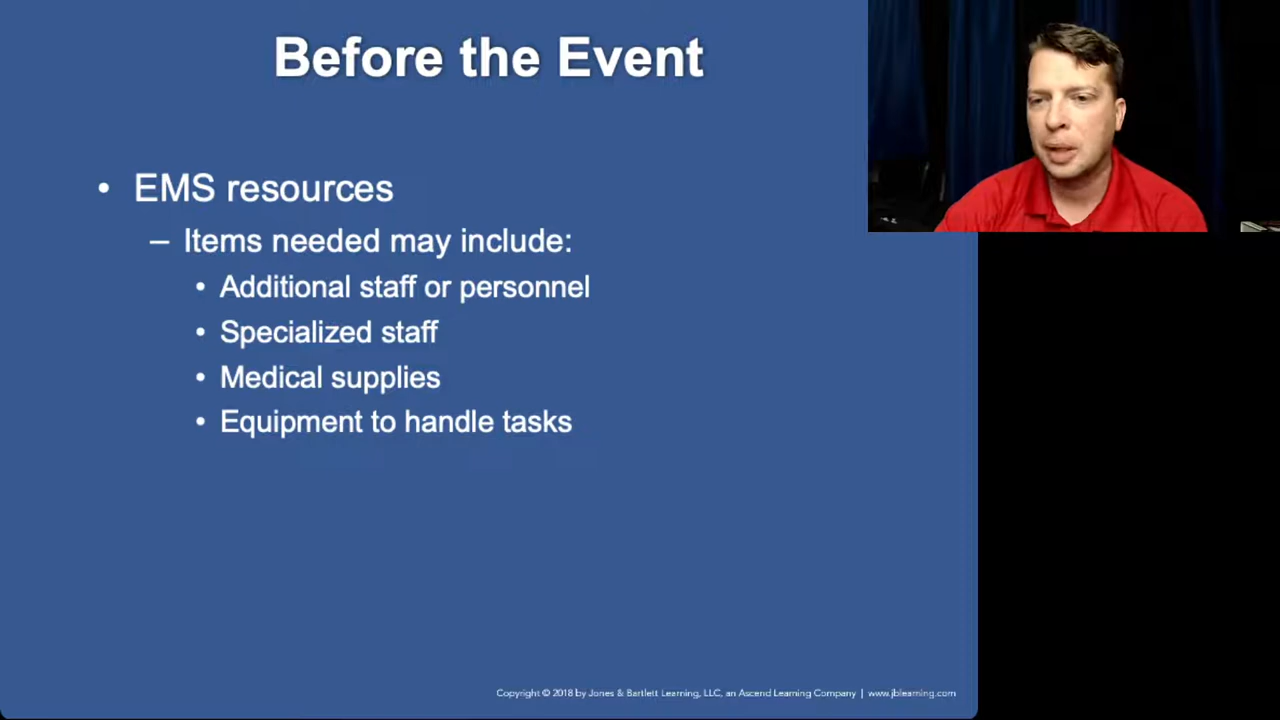 Before the Event
• EMS resources
– Items needed may include:
• Additional staff or personnel
• Specialized staff
• Medical supplies
• Equipment to handle tasks
Copyright © 2018 by Jones & Bartlett Learning, LLC, an Ascend Learning Company | www.jblearning.com